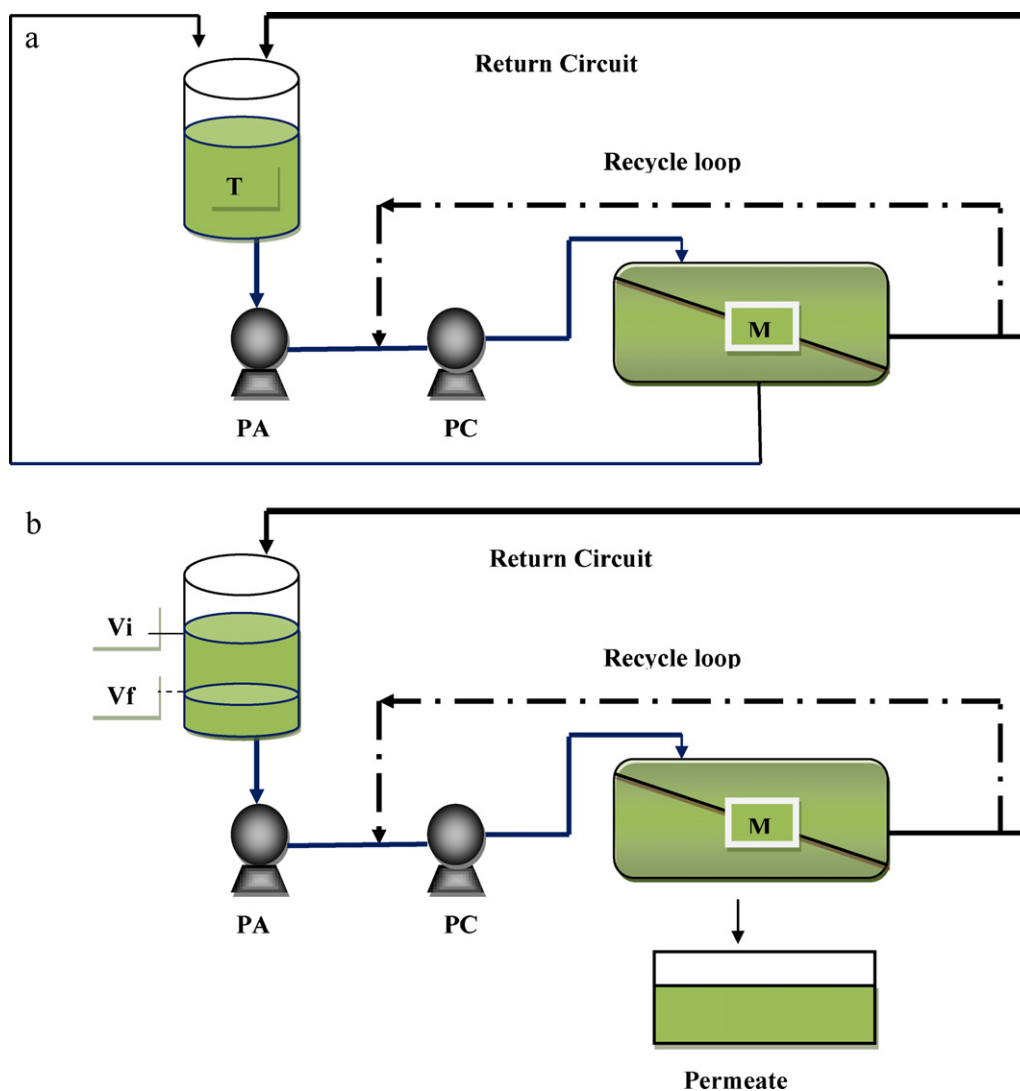 a
Return Circuit
Recycle loop
T
M
PA
PC
b
Return Circuit
Vi
Recycle loop
Vf
M
PA
PC
Permeate